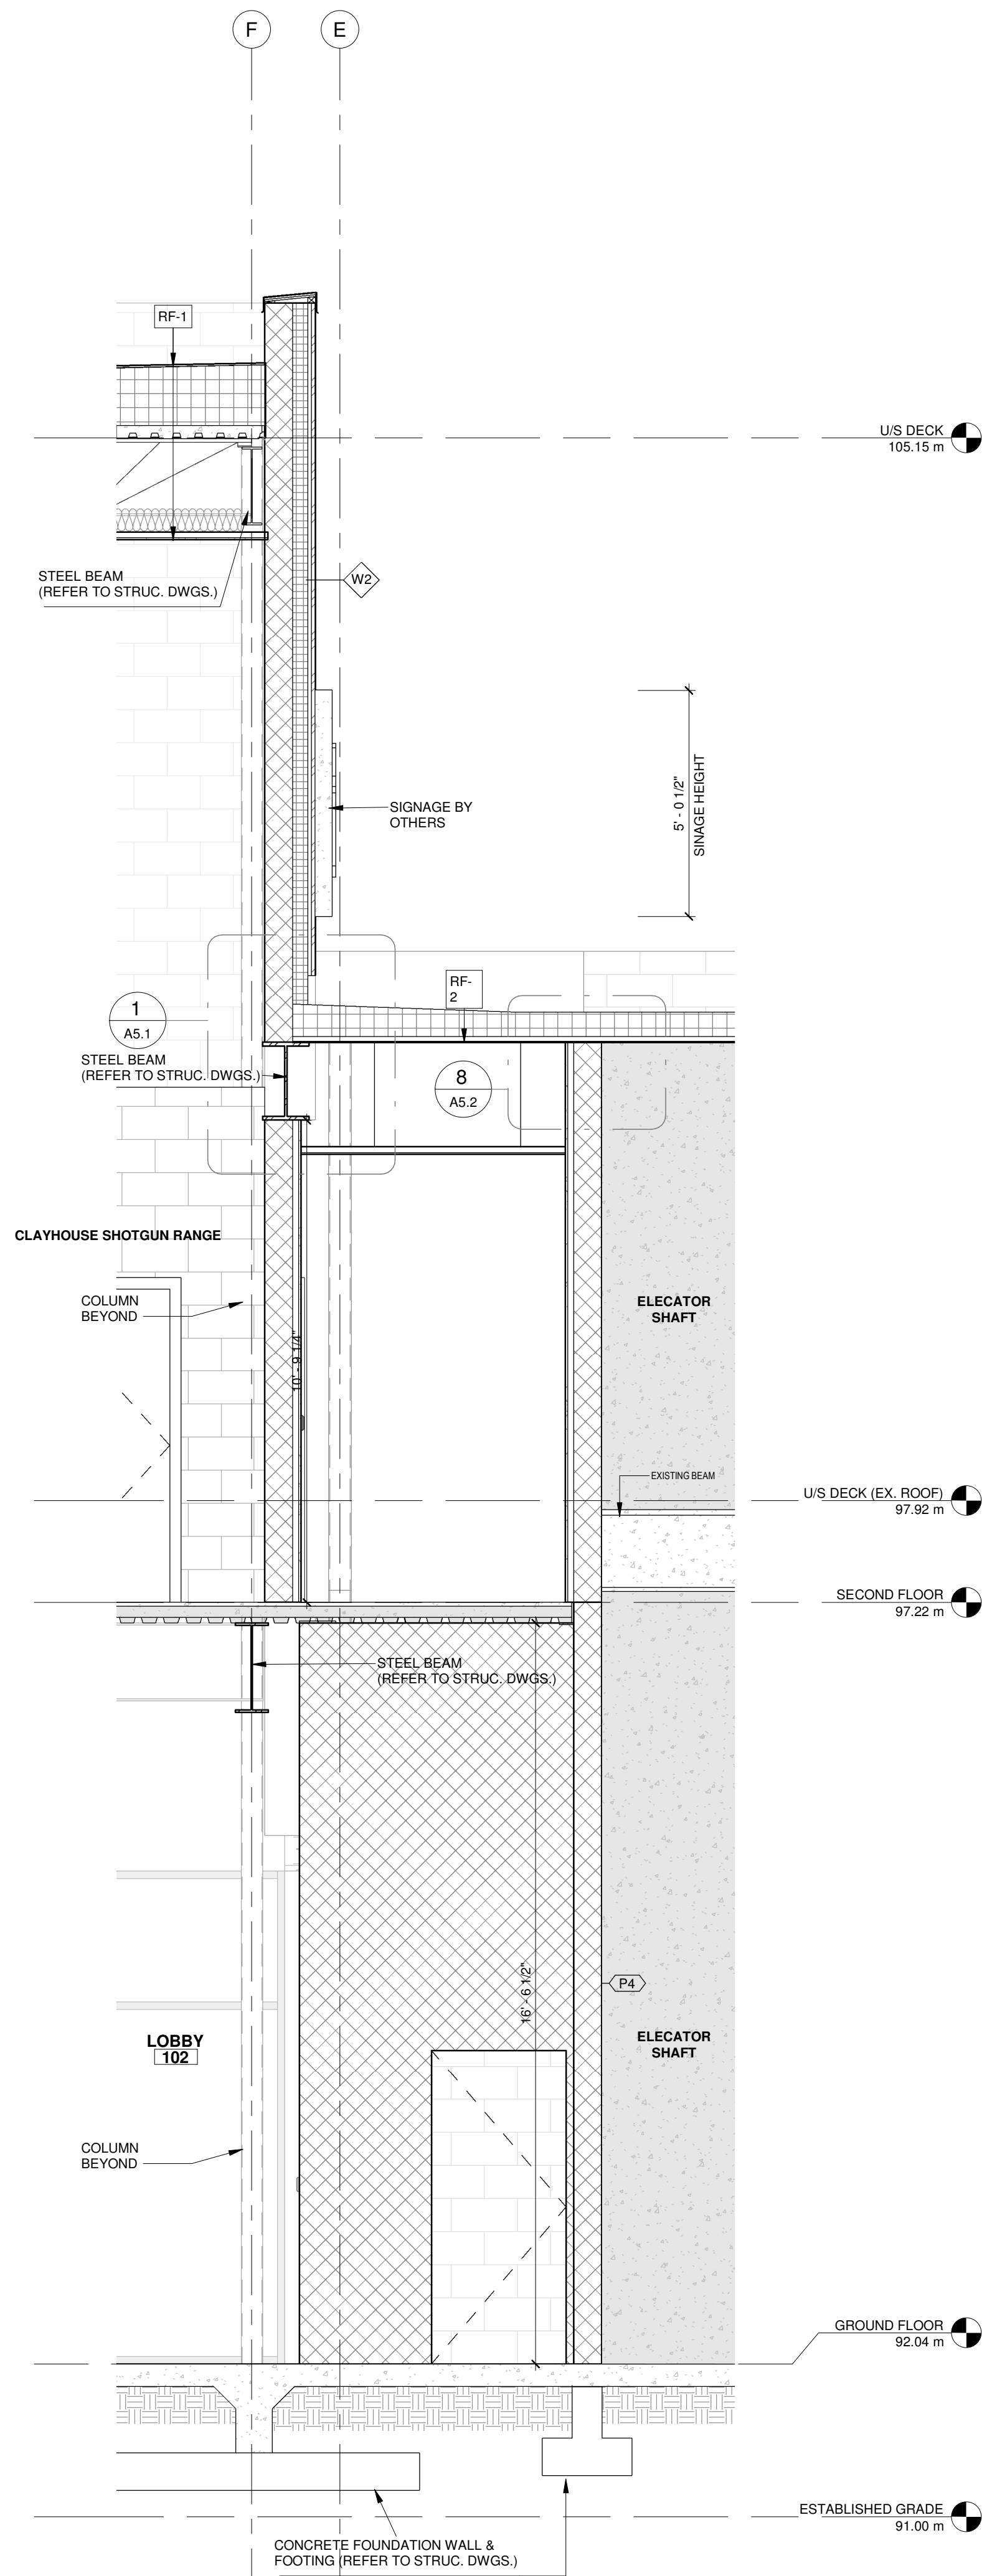 F
E
RF-1
U/S DECK
105.15 m
STEEL BEAM
(REFER TO STRUC. DWGS.)
W2
5' - 0 1/2"
SINAGE HEIGHT
SIGNAGE BY
OTHERS
RF-
2
1
A5.1
STEEL BEAM
(REFER TO STRUC. DWGS.)
8
A5.2
CLAYHOUSE SHOTGUN RANGE
COLUMN
BEYOND
ELECATOR
SHAFT
10' - 9 1/4"
EXISTING BEAM
U/S DECK (EX. ROOF)
97.92 m
SECOND FLOOR
97.22 m
STEEL BEAM
(REFER TO STRUC. DWGS.)
16' - 6 1/2"
P4
LOBBY
102
ELECATOR
SHAFT
COLUMN
BEYOND
GROUND FLOOR
92.04 m
ESTABLISHED GRADE
91.00 m
CONCRETE FOUNDATION WALL &
FOOTING (REFER TO STRUC. DWGS.)